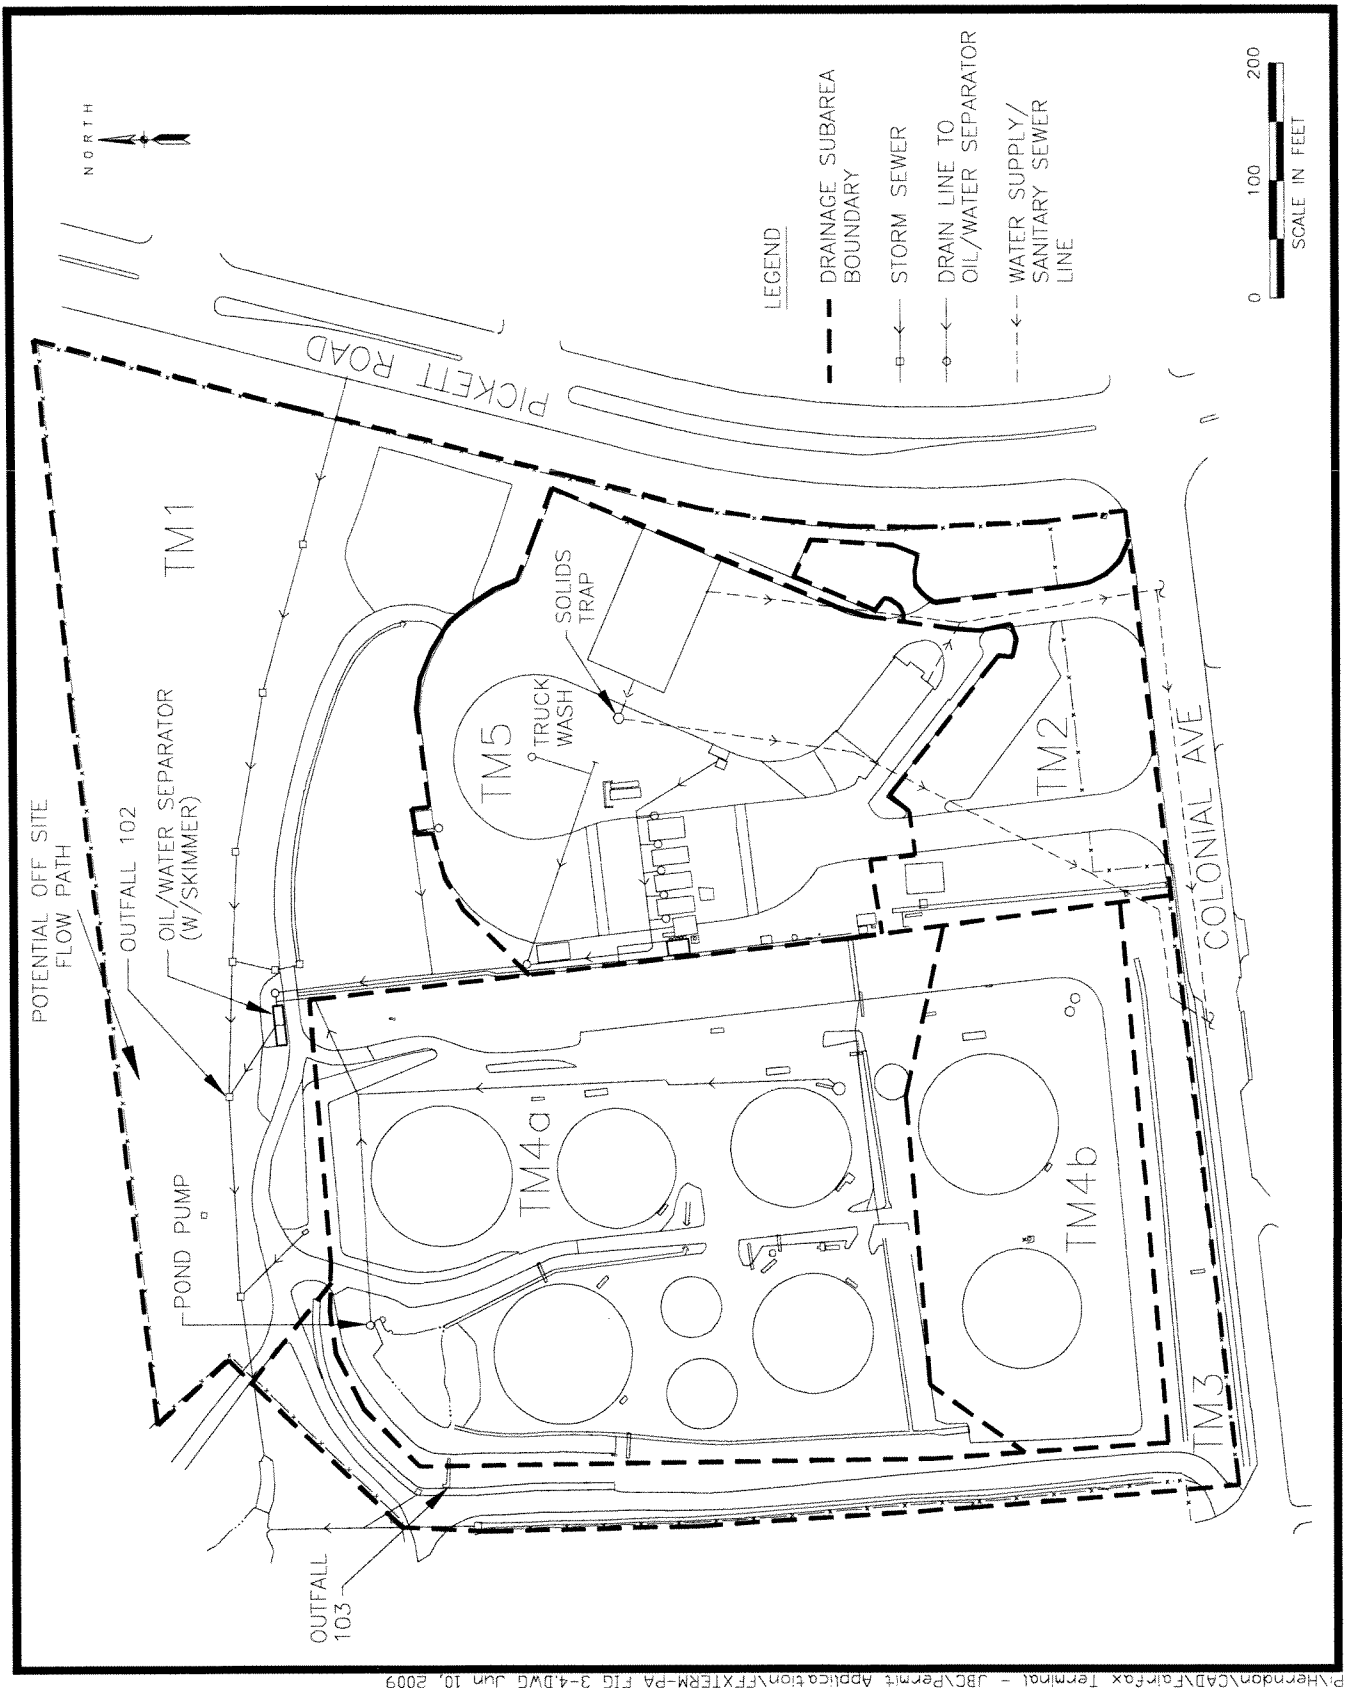 NORTH
POTENTIAL OFF SITE
FLOW PATH
OUTFALL 102
OIL/WATER SEPARATOR
(W/SKIMMER)
POND PUMP
OUTFALL
103
TM1
PICKETT ROAD
SOLIDS
TRAP
TRUCK
WASH
TM5
TM2
TM4a
TM4b
TM3
COLONIAL AVE
LEGEND
DRAINAGE SUBAREA
BOUNDARY
STORM SEWER
DRAIN LINE TO
OIL/WATER SEPARATOR
WATER SUPPLY/
SANITARY SEWER
LINE
0 100 200
SCALE IN FEET
P:\Herndon\CAD\Fairfax Terminal - JBC\Permit Application\FFXTERM-PA FIG 3-4.DWG Jun 10, 2009